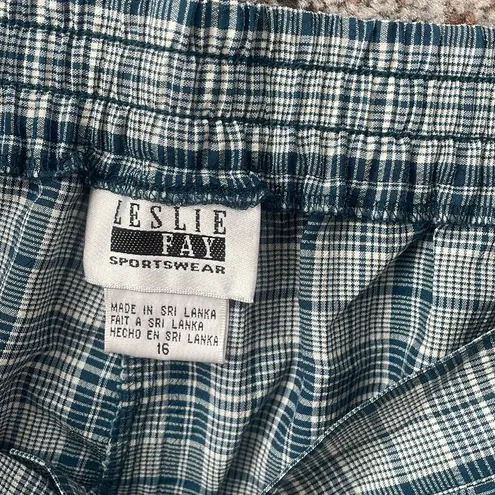 LESLIE
FAY
SPORTSWEAR
MADE IN SRI LANKA
FAIT A SRI LANKA
HECHO EN SRI LANKA
16